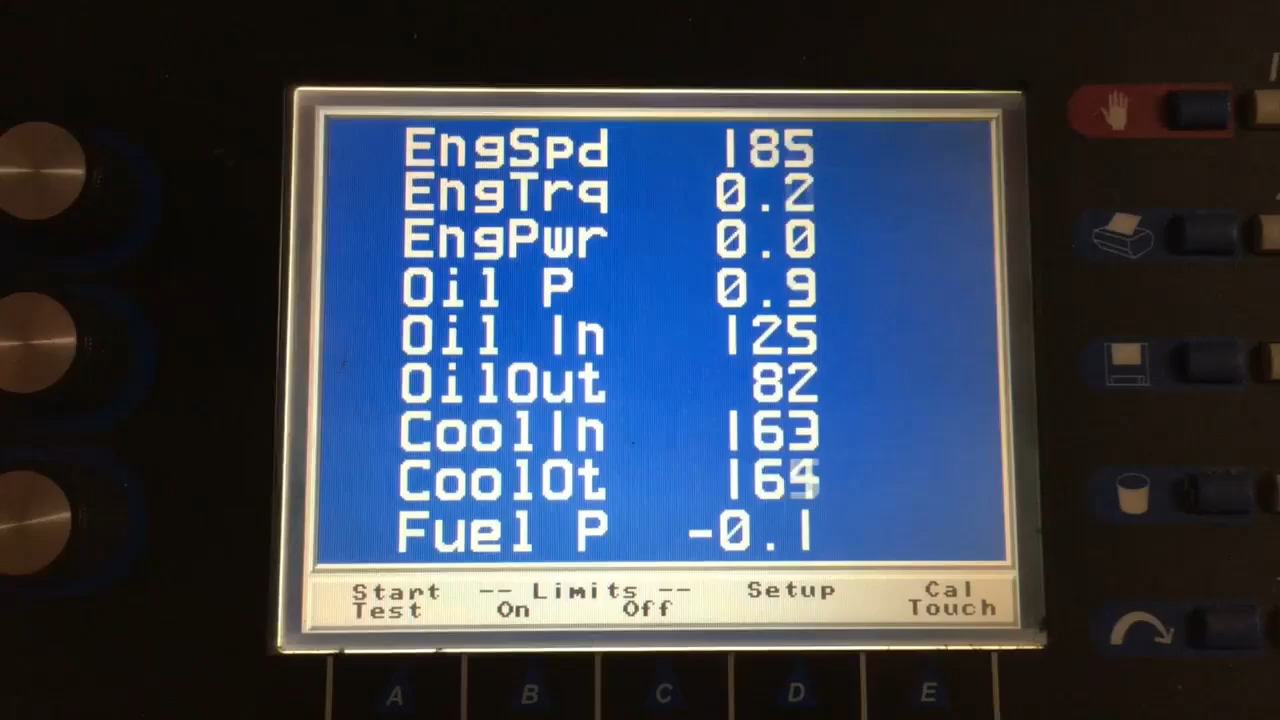 EngSpd 185
EngTrq 0.2
EngPwr 0.0
Oil P 0.9
Oil In 125
OilOut 82
CoolIn 163
CoolOt 164
Fuel P -0.1
Start Test -- Limits -- On Off Setup Cal Touch
A B C D E